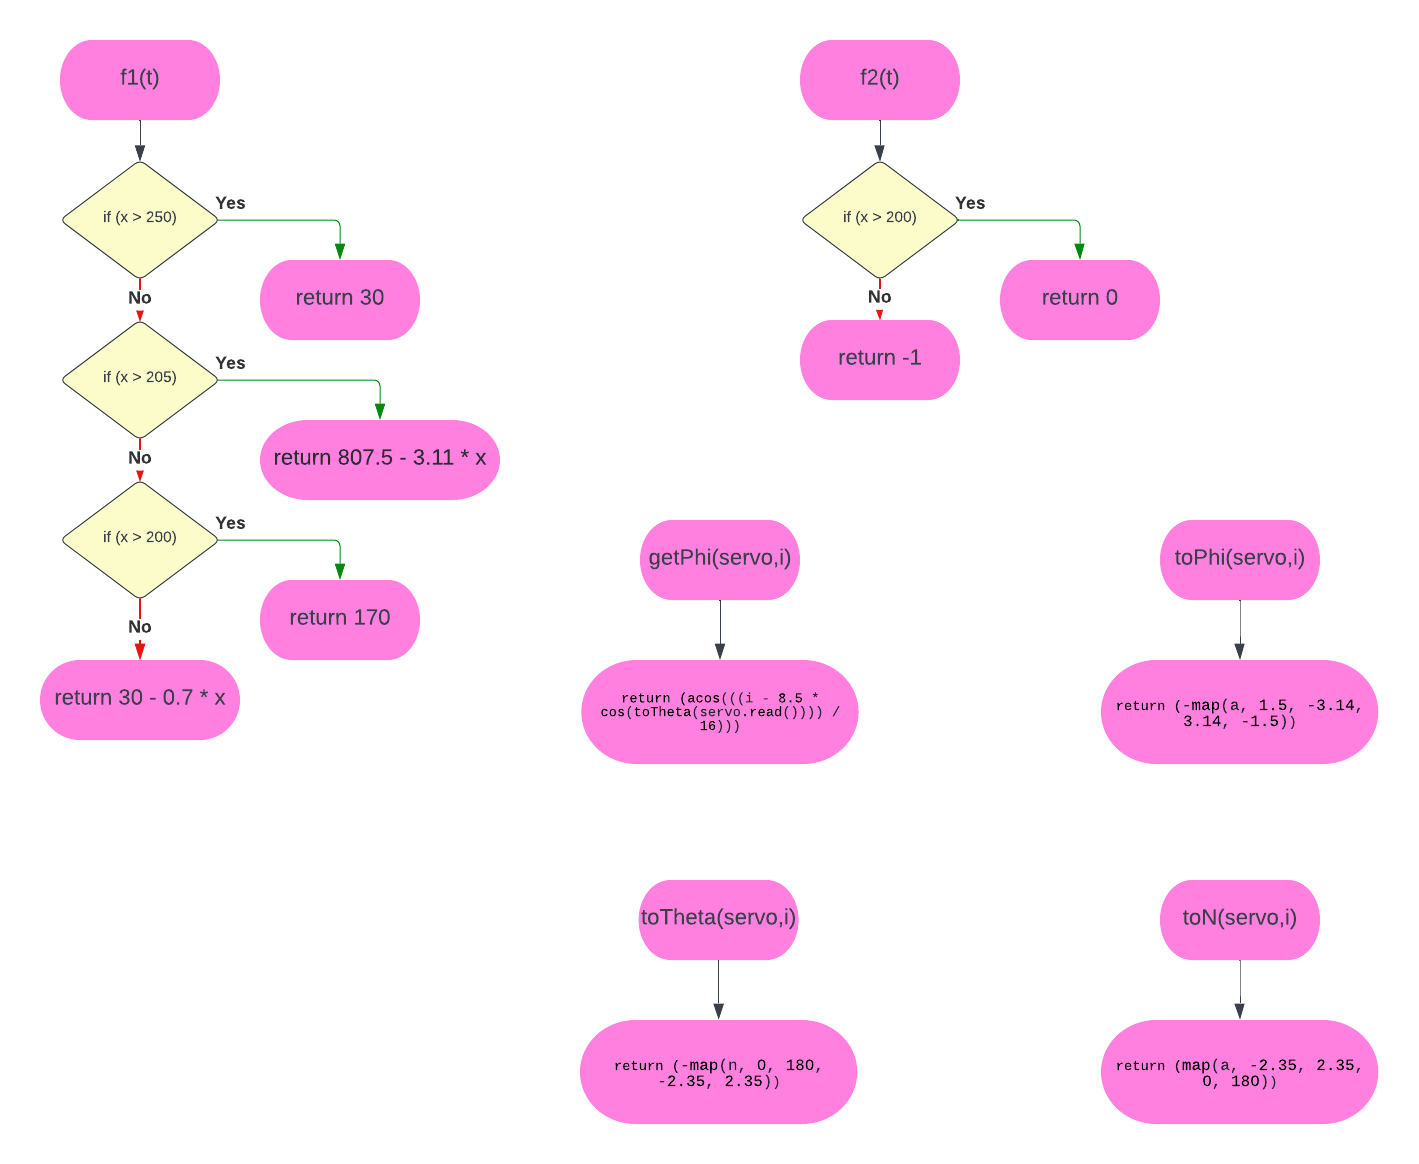 f1(t)
if (x > 250)
Yes
return 30
No
if (x > 205)
Yes
return 807.5 - 3.11 * x
No
if (x > 200)
Yes
return 170
No
return 30 - 0.7 * x
f2(t)
if (x > 200)
Yes
return 0
No
return -1
getPhi(servo,i)
return (acos(((i - 8.5 *
cos(toTheta(servo.read()))) /
16)))
toPhi(servo,i)
return (-map(a, 1.5, -3.14,
3.14, -1.5))
toTheta(servo,i)
return (-map(n, 0, 180,
-2.35, 2.35))
toN(servo,i)
return (map(a, -2.35, 2.35,
0, 180))